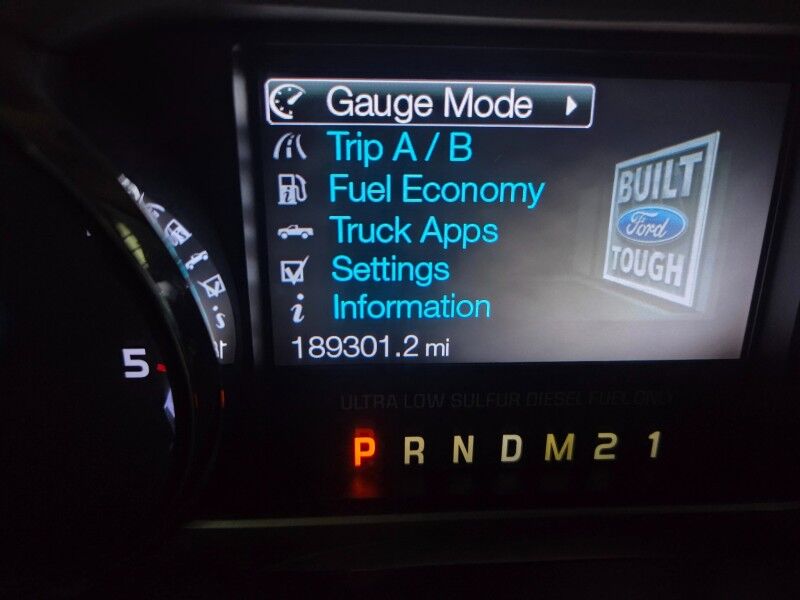 Gauge Mode
Trip A / B
Fuel Economy
Truck Apps
Settings
Information
189301.2 mi
BUILT
Ford
TOUGH
5
ULTRA LOW SULFUR DIESEL FUEL ONLY
P R N D M 2 1